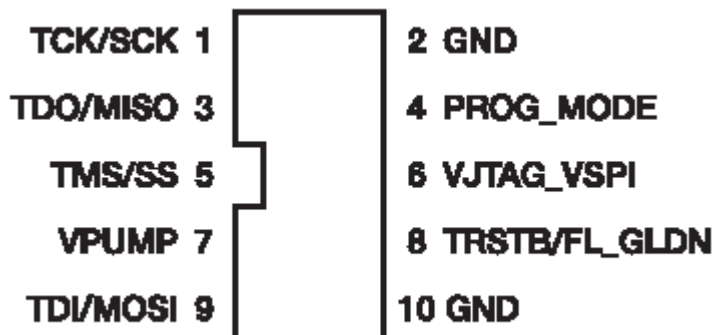 TCK/SCK 1 2 GND
TDO/MISO 3 4 PROG_MODE
TMS/SS 5 6 VJTAG_VSPI
VPUMP 7 8 TRSTB/FL_GLDN
TDI/MOSI 9 10 GND